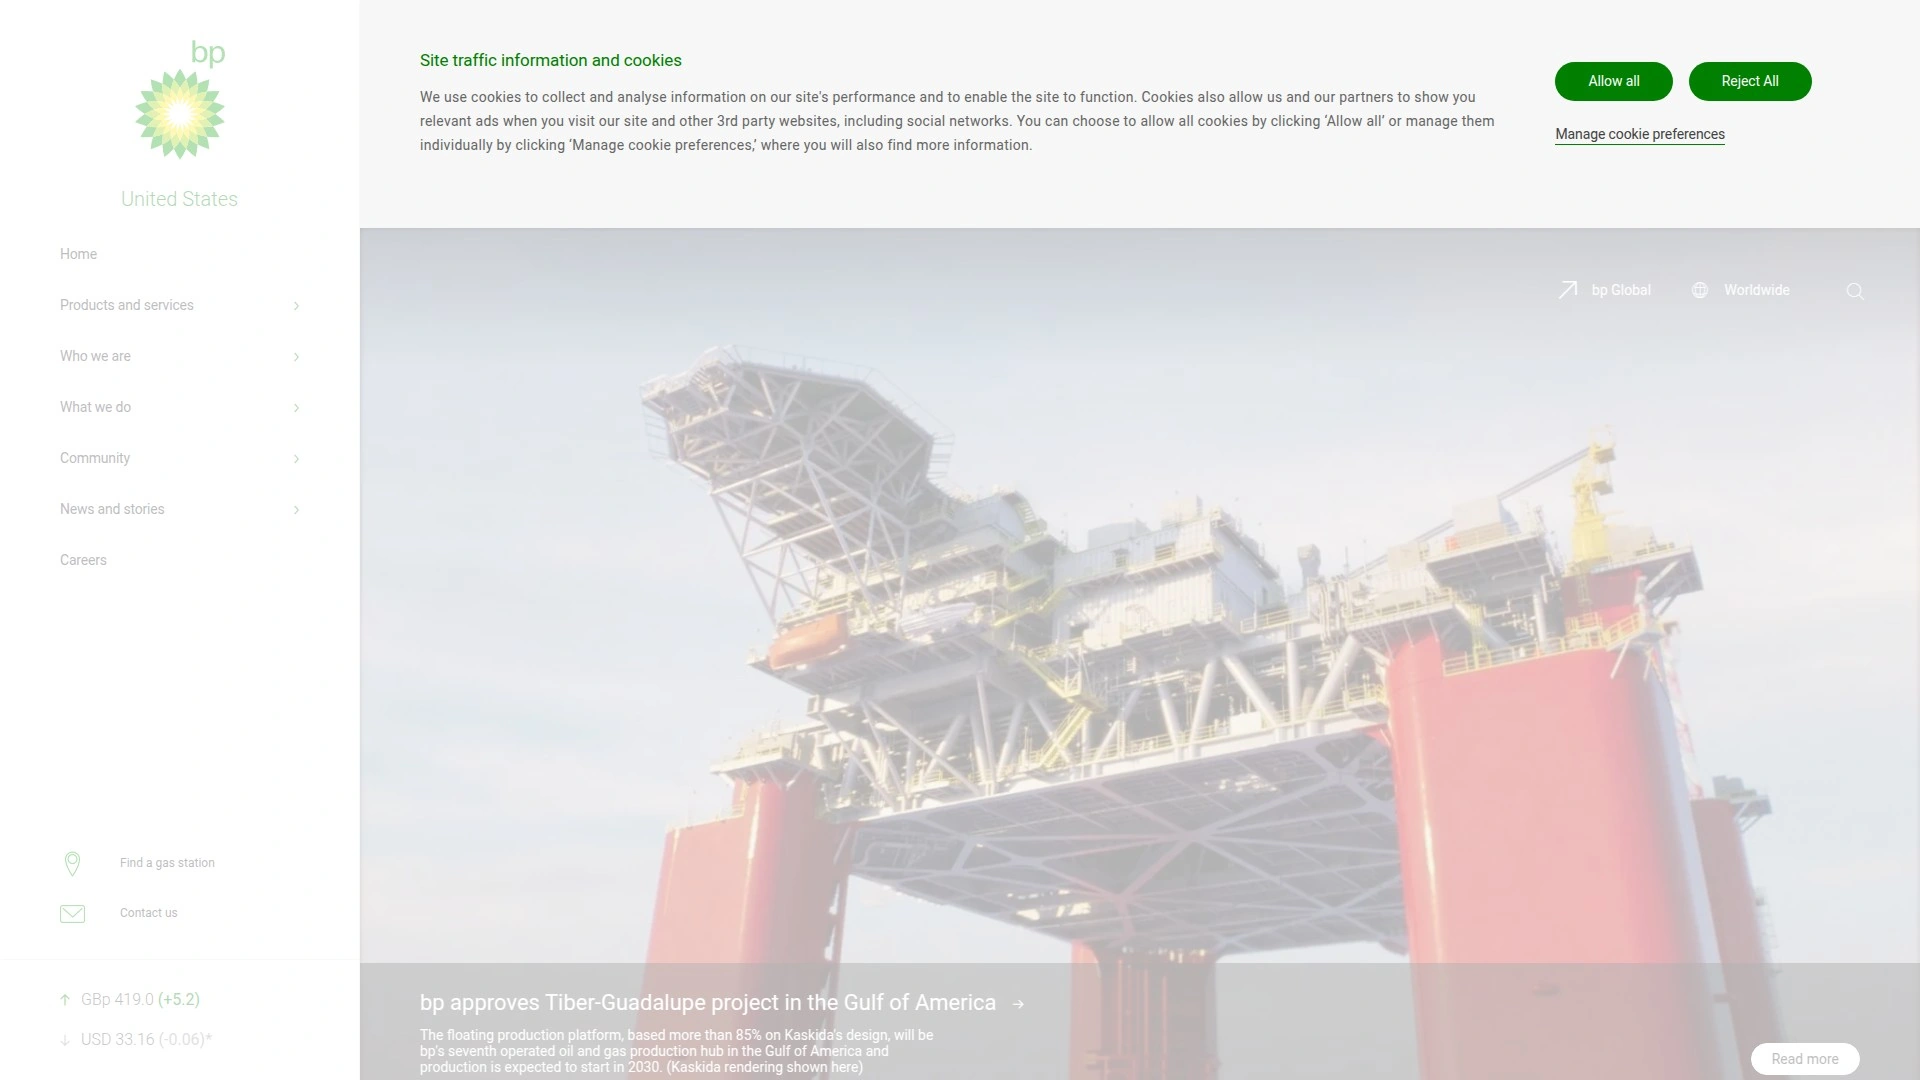 bp
United States
Home
Products and services
Who we are
What we do
Community
News and stories
Careers
Find a gas station
Contact us
GBp 419.0 (+5.2)
USD 33.16 (-0.06)*
Site traffic information and cookies
We use cookies to collect and analyse information on our site's performance and to enable the site to function. Cookies also allow us and our partners to show you
relevant ads when you visit our site and other 3rd party websites, including social networks. You can choose to allow all cookies by clicking ‘Allow all’ or manage them
individually by clicking ‘Manage cookie preferences,’ where you will also find more information.
Allow all
Reject All
Manage cookie preferences
bp Global
Worldwide
bp approves Tiber-Guadalupe project in the Gulf of America
The floating production platform, based more than 85% on Kaskida's design, will be
bp's seventh operated oil and gas production hub in the Gulf of America and
production is expected to start in 2030. (Kaskida rendering shown here)
Read more